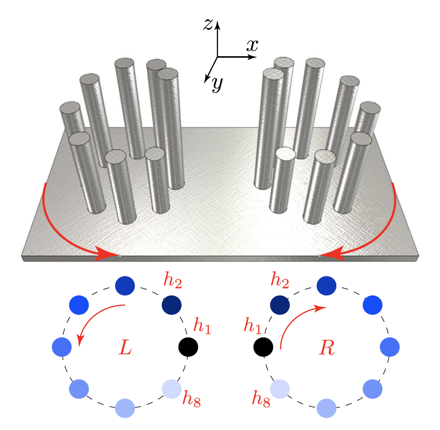 z
x
y
h₂ h₂
h₁ h₁
L R
h₈ h₈